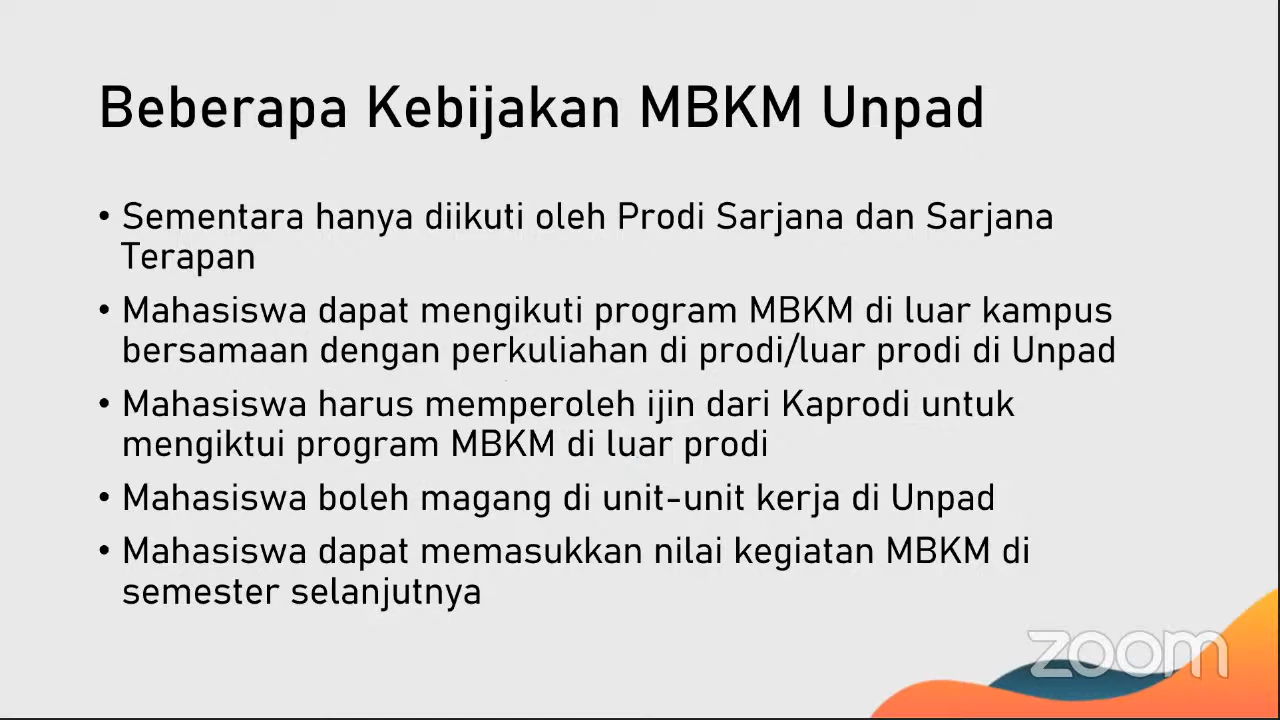 Beberapa Kebijakan MBKM Unpad
• Sementara hanya diikuti oleh Prodi Sarjana dan Sarjana
Terapan
• Mahasiswa dapat mengikuti program MBKM di luar kampus
bersamaan dengan perkuliahan di prodi/luar prodi di Unpad
• Mahasiswa harus memperoleh ijin dari Kaprodi untuk
mengiktui program MBKM di luar prodi
• Mahasiswa boleh magang di unit-unit kerja di Unpad
• Mahasiswa dapat memasukkan nilai kegiatan MBKM di
semester selanjutnya
zoom